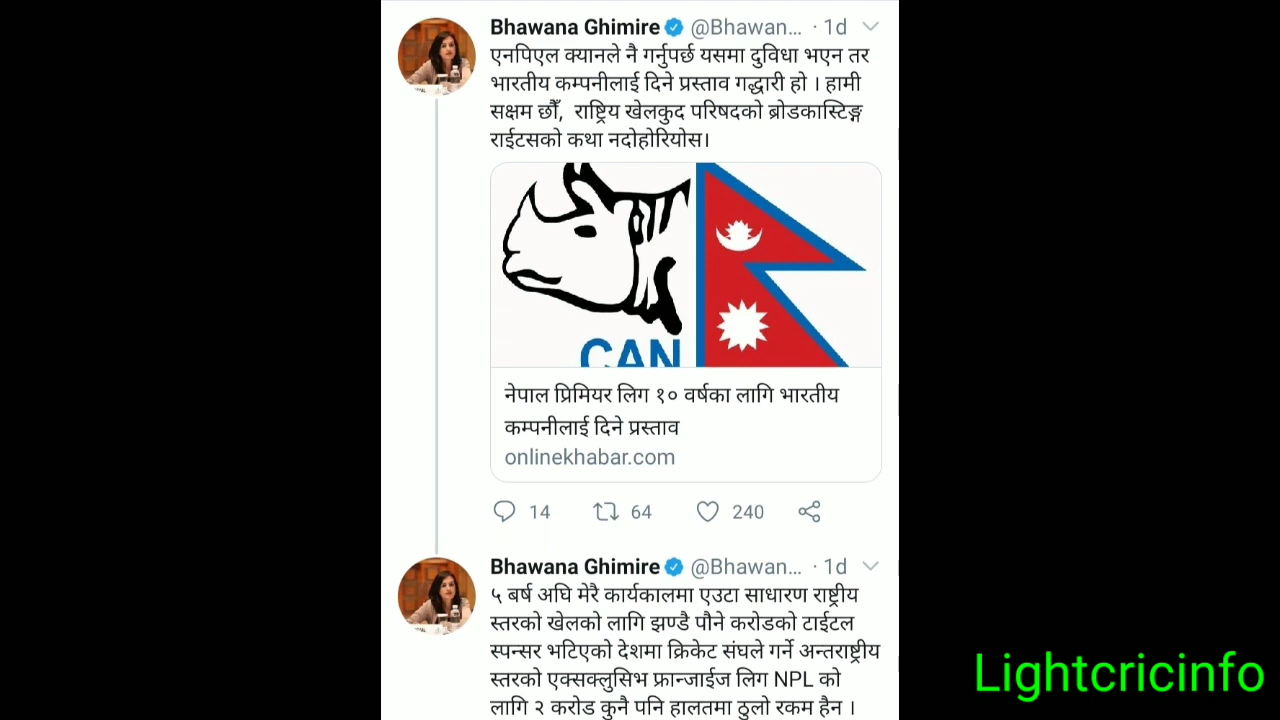 Bhawana Ghimire @Bhawan... · 1d
एनपिएल क्यानले नै गर्नुपर्छ यसमा दुविधा भएन तर
भारतीय कम्पनीलाई दिने प्रस्ताव गद्धारी हो । हामी
सक्षम छौँ, राष्ट्रिय खेलकुद परिषदको ब्रोडकास्टिङ्ग
राईटसको कथा नदोहोरियोस।
CAN
नेपाल प्रिमियर लिग १० वर्षका लागि भारतीय
कम्पनीलाई दिने प्रस्ताव
onlinekhabar.com
14 64 240
Bhawana Ghimire @Bhawan... · 1d
५ बर्ष अघि मेरै कार्यकालमा एउटा साधारण राष्ट्रीय
स्तरको खेलको लागि झण्डै पौने करोडको टाईटल
स्पन्सर भटिएको देशमा क्रिकेट संघले गर्ने अन्तराष्ट्रीय
स्तरको एक्सक्लुसिभ फ्रान्जाईज लिग NPL को
लागि २ करोड कुनै पनि हालतमा ठुलो रकम हैन ।
Lightcricinfo